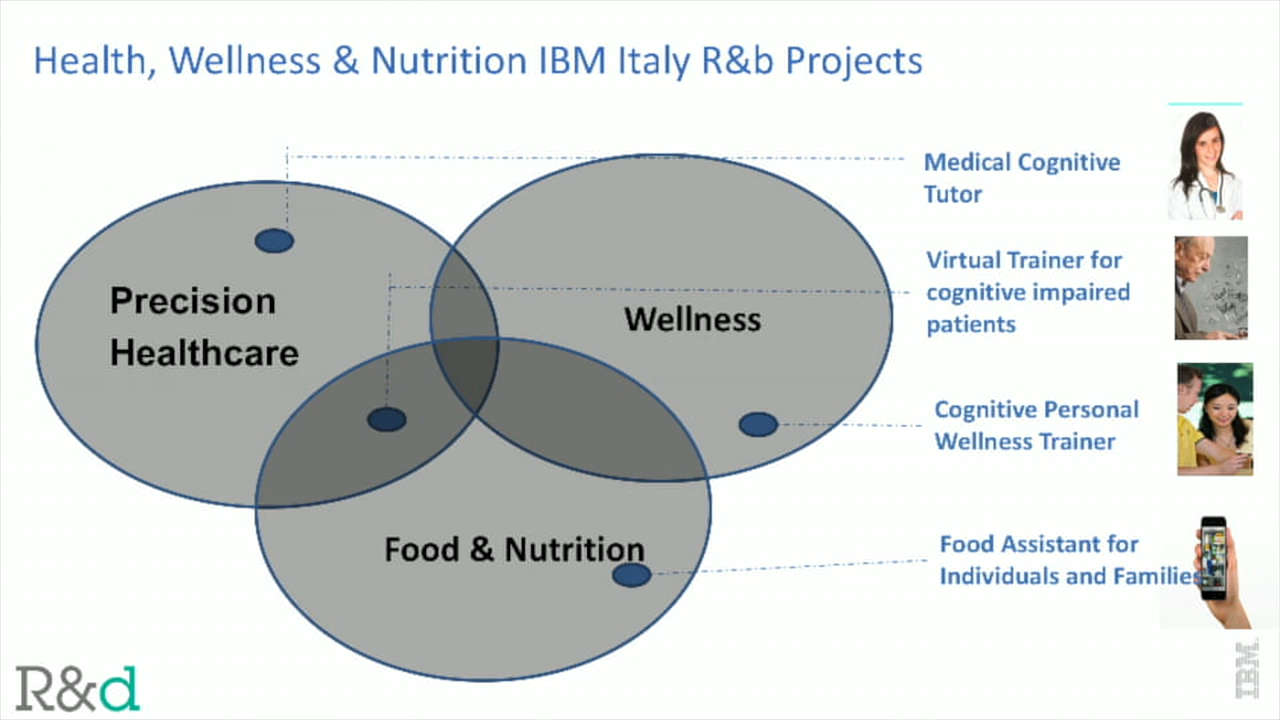 Health, Wellness & Nutrition IBM Italy R&b Projects
Medical Cognitive
Tutor
Precision
Healthcare
Wellness
Virtual Trainer for
cognitive impaired
patients
Cognitive Personal
Wellness Trainer
Food & Nutrition
Food Assistant for
Individuals and Families
R&d
IBM